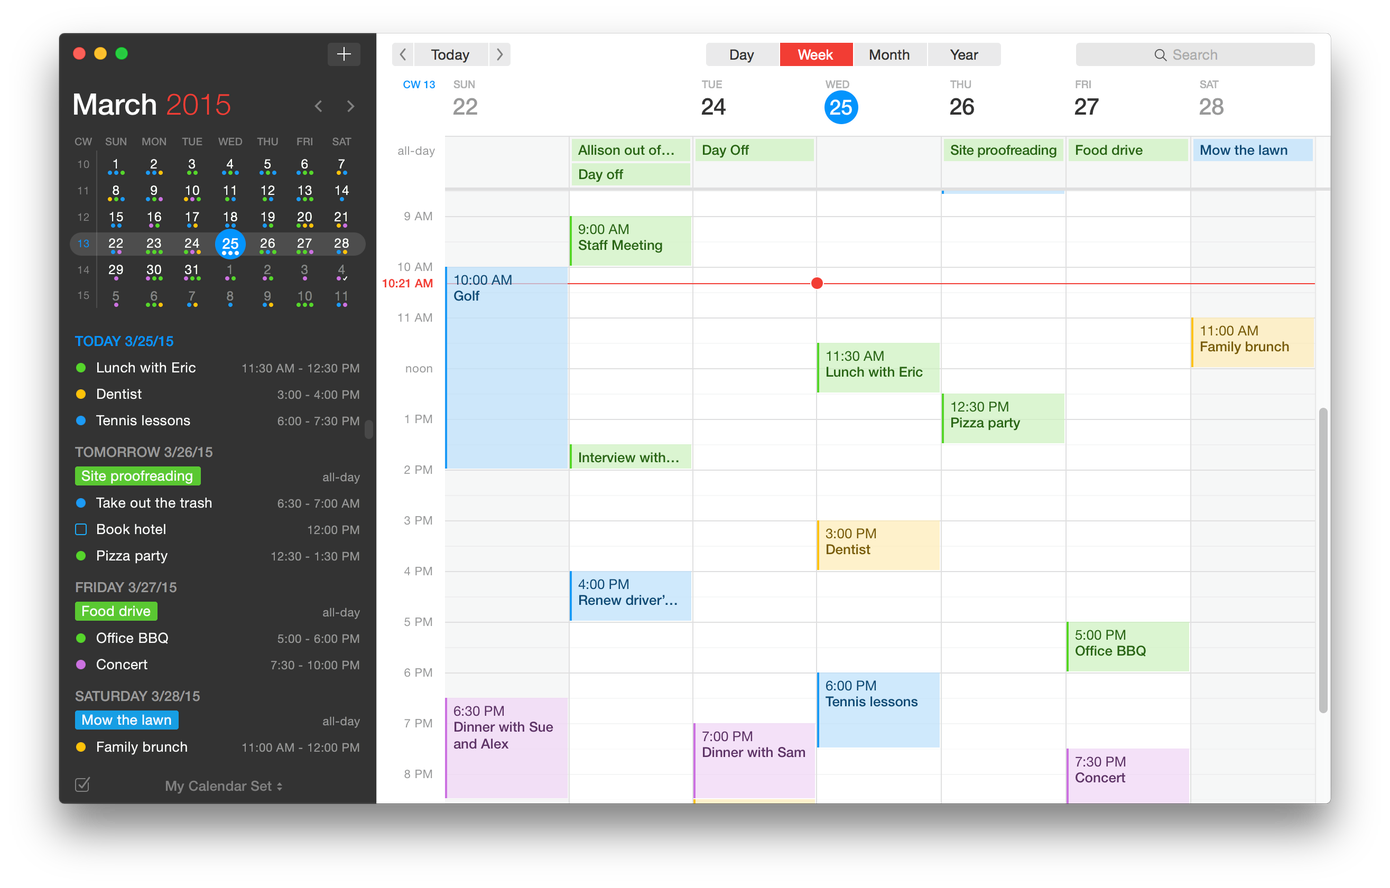 March 2015
CW SUN MON TUE WED THU FRI SAT
10 1 2 3 4 5 6 7
11 8 9 10 11 12 13 14
12 15 16 17 18 19 20 21
13 22 23 24 25 26 27 28
14 29 30 31 1 2 3 4
15 5 6 7 8 9 10 11
TODAY 3/25/15
Lunch with Eric 11:30 AM - 12:30 PM
Dentist 3:00 - 4:00 PM
Tennis lessons 6:00 - 7:30 PM
TOMORROW 3/26/15
Site proofreading all-day
Take out the trash 6:30 - 7:00 AM
Book hotel 12:00 PM
Pizza party 12:30 - 1:30 PM
FRIDAY 3/27/15
Food drive all-day
Office BBQ 5:00 - 6:00 PM
Concert 7:30 - 10:00 PM
SATURDAY 3/28/15
Mow the lawn all-day
Family brunch 11:00 AM - 12:00 PM
My Calendar Set
Today
Day Week Month Year
Search
CW 13 SUN TUE WED THU FRI SAT
22 24 25 26 27 28
all-day Allison out of... Day Off Site proofreading Food drive Mow the lawn
Day off
9 AM
9:00 AM
Staff Meeting
10 AM
10:00 AM
10:21 AM
Golf
11 AM
11:00 AM
Family brunch
11:30 AM
Lunch with Eric
noon
12:30 PM
Pizza party
1 PM
Interview with...
2 PM
3 PM
3:00 PM
Dentist
4 PM
4:00 PM
Renew driver'...
5 PM
5:00 PM
Office BBQ
6 PM
6:00 PM
Tennis lessons
6:30 PM
Dinner with Sue
and Alex
7 PM
7:00 PM
Dinner with Sam
7:30 PM
Concert
8 PM